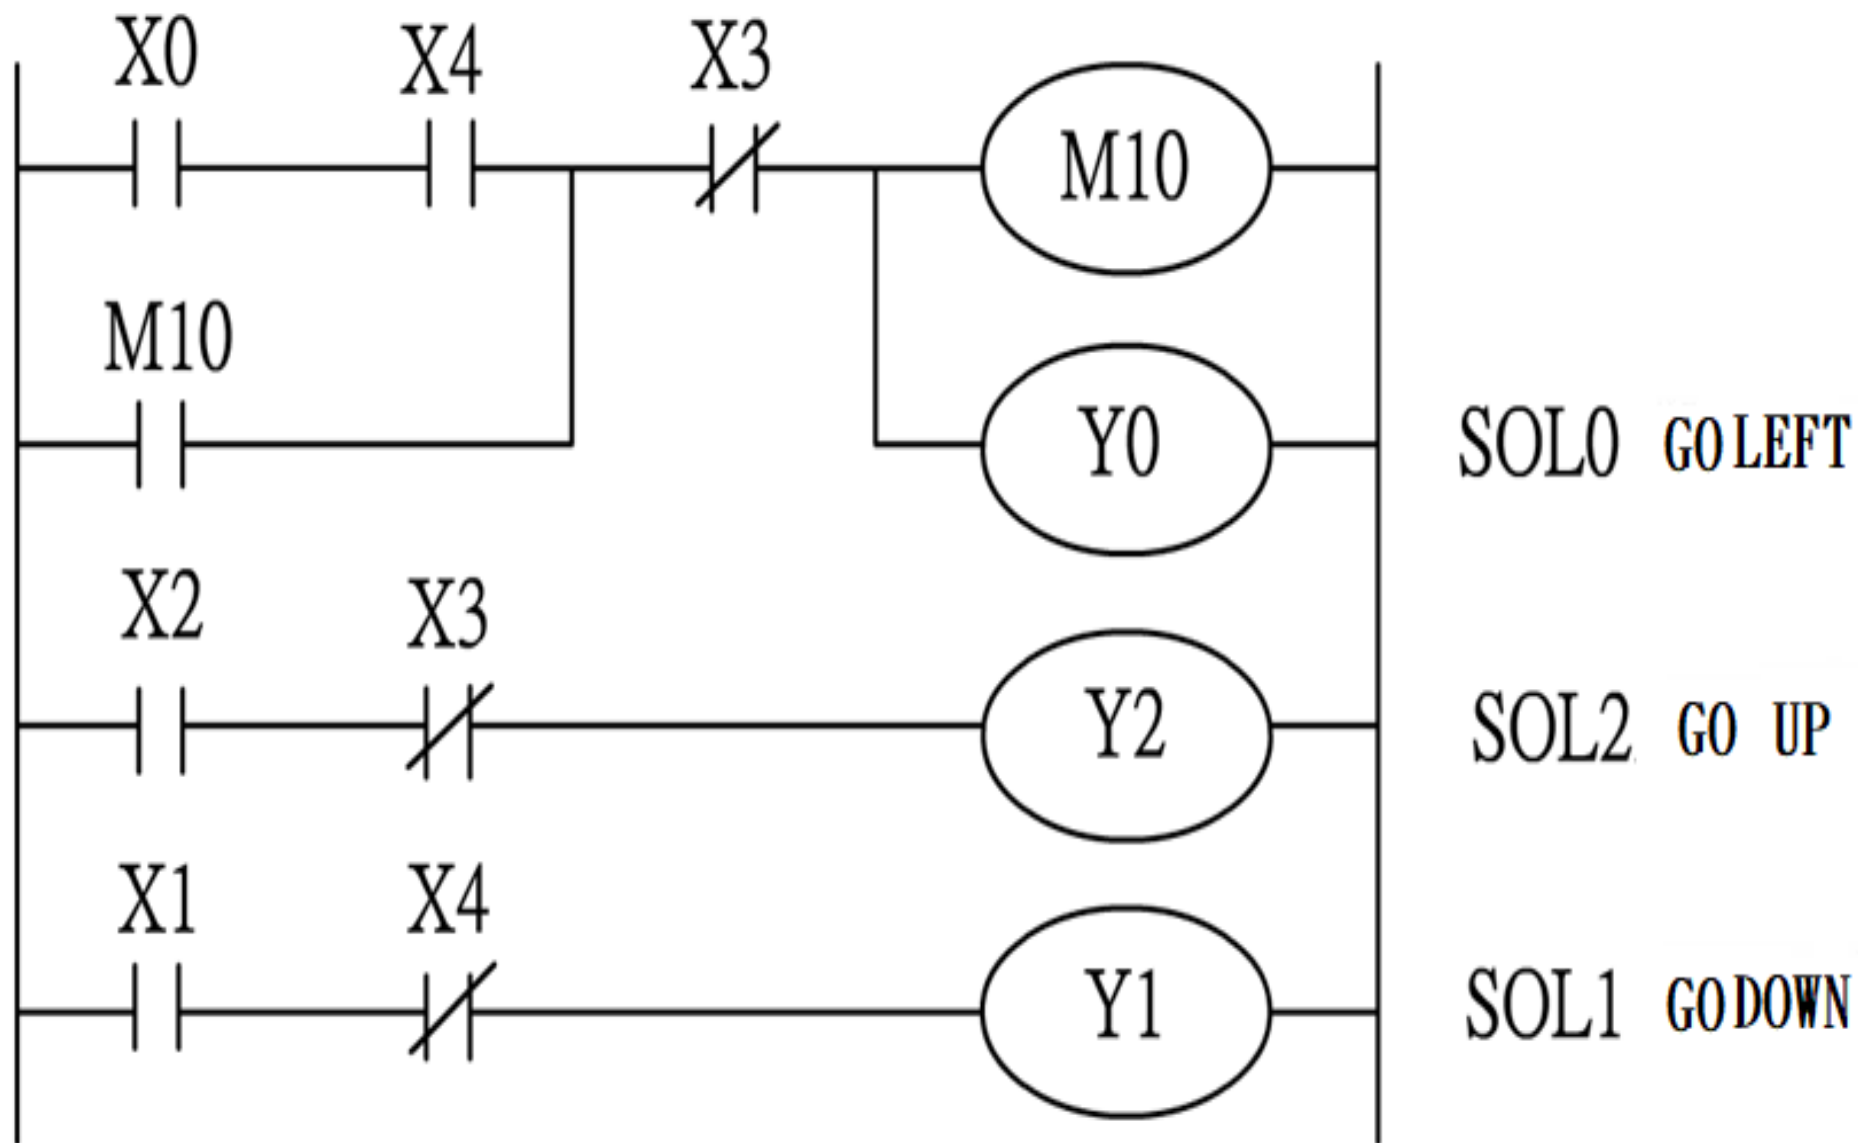 X0 X4 X3
M10
M10
Y0 SOL0 GO LEFT
X2 X3
Y2 SOL2 GO UP
X1 X4
Y1 SOL1 GO DOWN